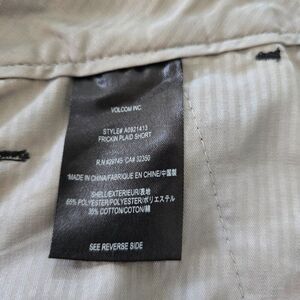 VOLCOM INC
STYLE# A0921413
FRICKIN PLAID SHORT
R.N #29745 CA# 32350
*MADE IN CHINA/FABRIQUE EN CHINE/中国製
SHELL/EXTERIEUR/表地
65% POLYESTER/POLYESTER/ポリエステル
35% COTTON/COTON/綿
SEE REVERSE SIDE